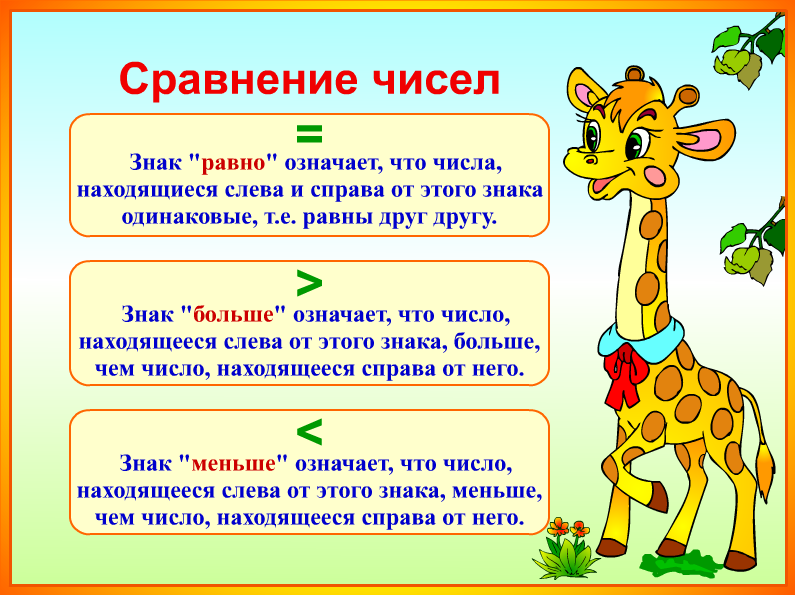 Сравнение чисел
=
Знак "равно" означает, что числа,
находящиеся слева и справа от этого знака
одинаковые, т.е. равны друг другу.
>
Знак "больше" означает, что число,
находящееся слева от этого знака, больше,
чем число, находящееся справа от него.
<
Знак "меньше" означает, что число,
находящееся слева от этого знака, меньше,
чем число, находящееся справа от него.